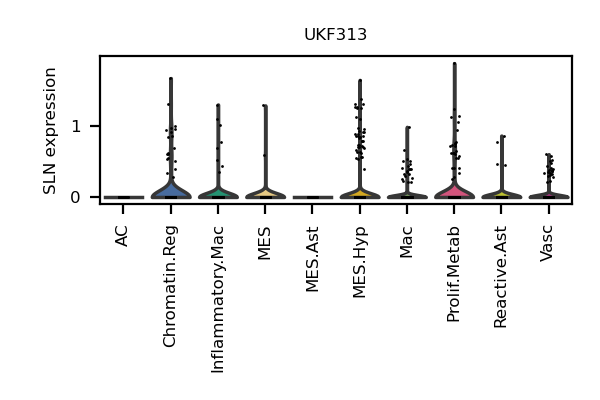 UKF313
SLN expression
1
0
AC
Chromatin.Reg
Inflammatory.Mac
MES
MES.Ast
MES.Hyp
Mac
Prolif.Metab
Reactive.Ast
Vasc